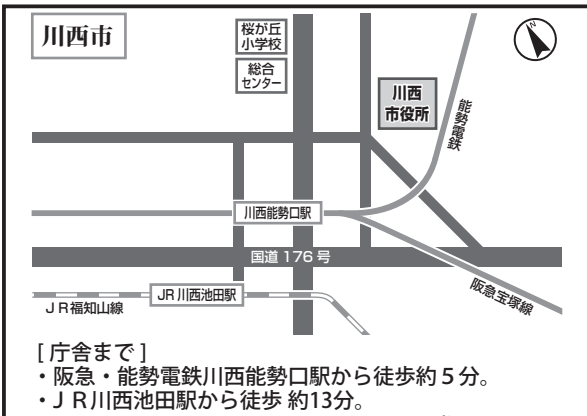 川西市
桜が丘
小学校
総合
センター
川西
市役所
能勢電鉄
川西能勢口駅
国道 176 号
JR川西池田駅
JR福知山線
阪急宝塚線
[ 庁舎まで ]
・阪急・能勢電鉄川西能勢口駅から徒歩約５分。
・ＪＲ川西池田駅から徒歩 約13分。